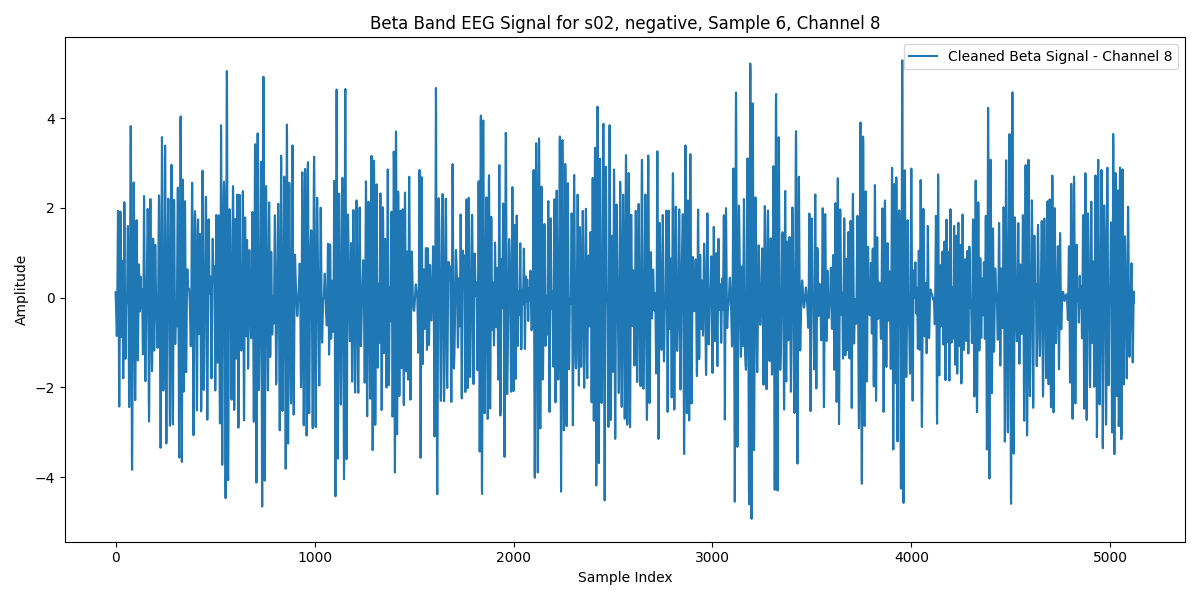 Beta Band EEG Signal for s02, negative, Sample 6, Channel 8
Cleaned Beta Signal - Channel 8
Amplitude
4
2
0
−2
−4
0 1000 2000 3000 4000 5000
Sample Index